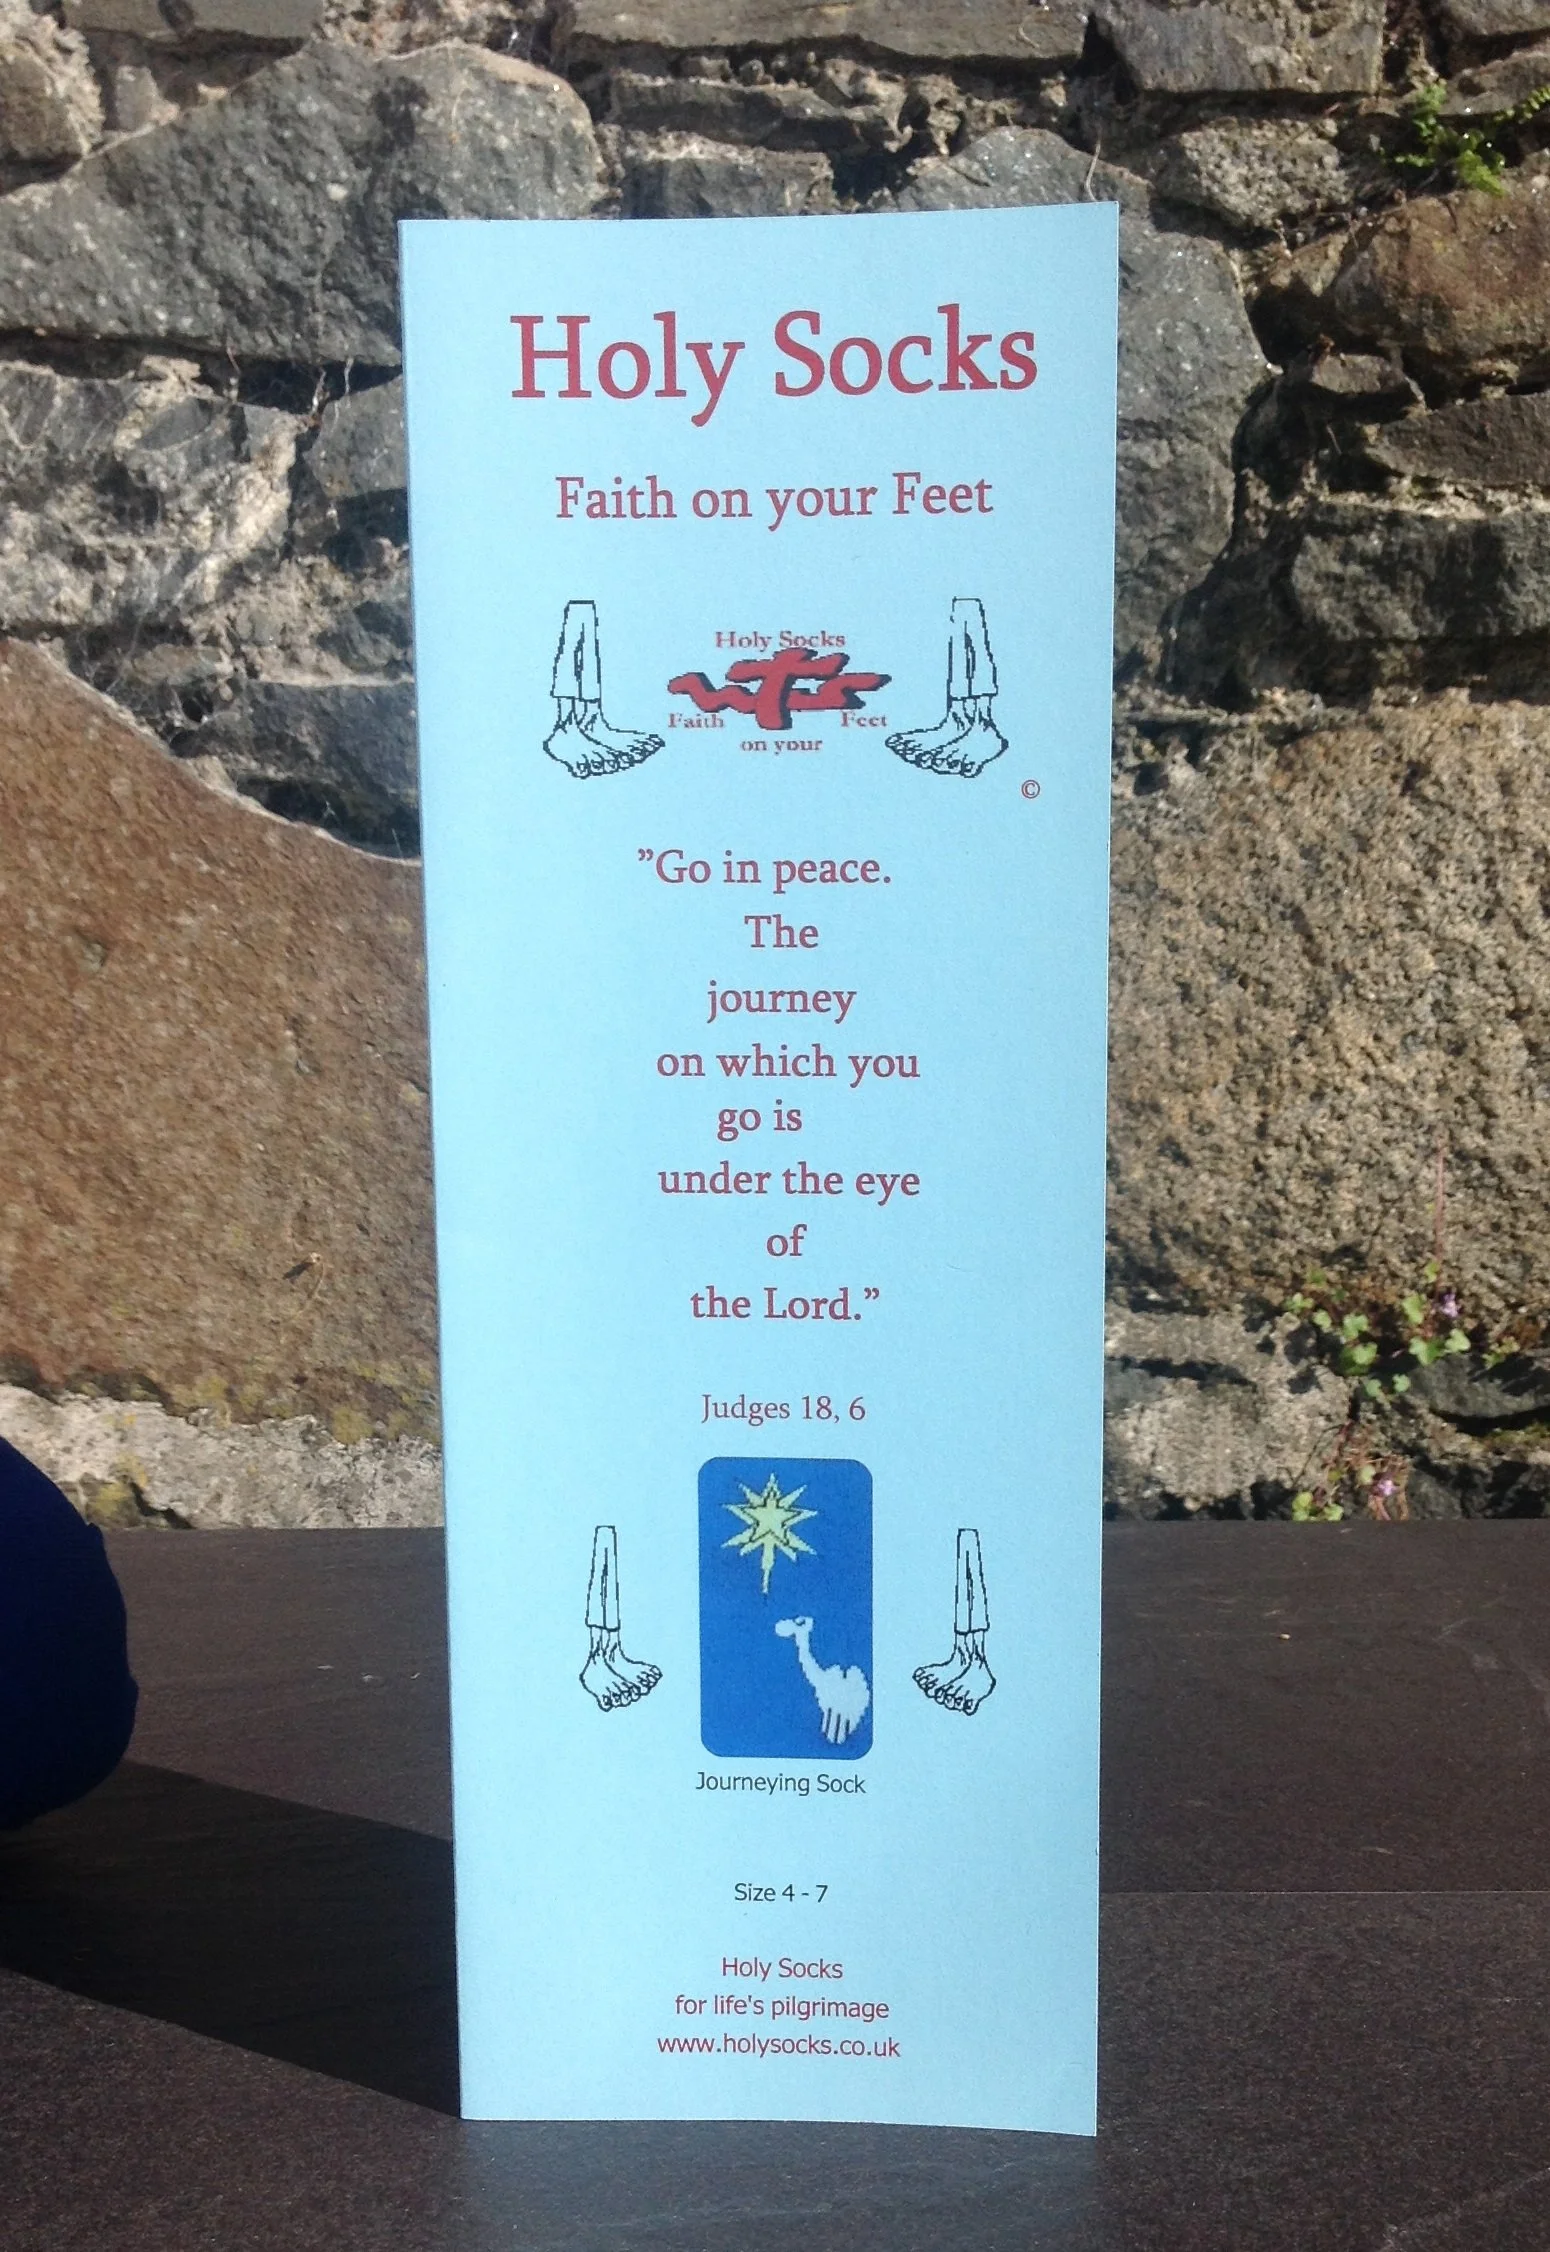 Holy Socks
Faith on your Feet
Holy Socks
Faith Feet
on your
©
”Go in peace.
The
journey
on which you
go is
under the eye
of
the Lord.”
Judges 18, 6
Journeying Sock
Size 4 - 7
Holy Socks
for life's pilgrimage
www.holysocks.co.uk